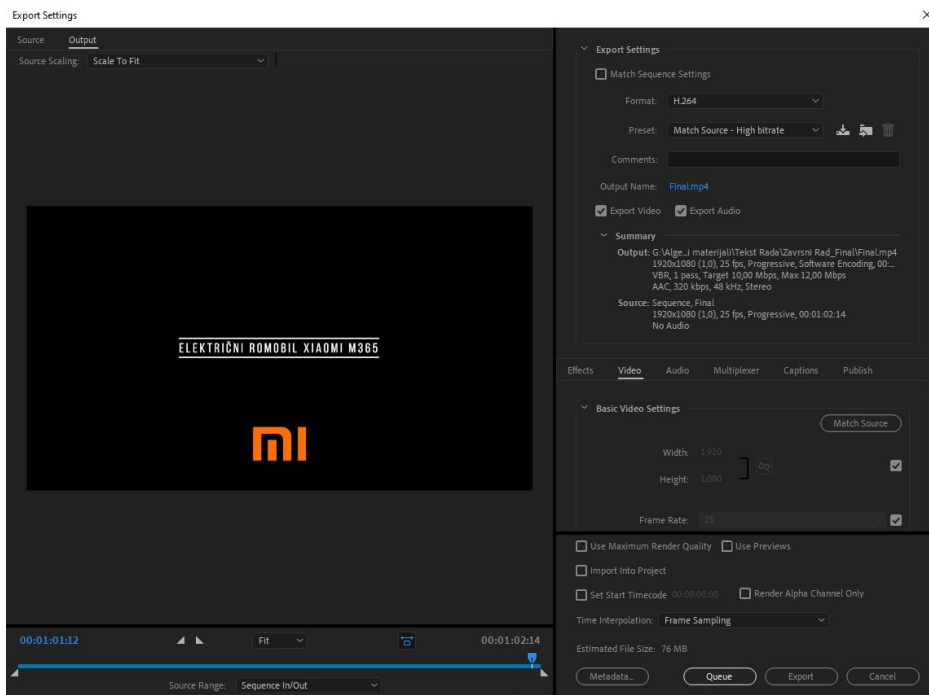 Export Settings
Source Output
Source Scaling: Scale To Fit
ELEKTRIČNI ROMOBIL XIAOMI M365
mi
00:01:01:12 Fit 00:01:02:14
Source Range: Sequence In/Out
Export Settings
Match Sequence Settings
Format: H.264
Preset: Match Source - High bitrate
Comments:
Output Name: Final.mp4
Export Video Export Audio
Summary
Output: G:\Alge...i materijali\Tekst Rada\Zavrsni Rad_Final\Final.mp4
1920x1080 (1,0), 25 fps, Progressive, Software Encoding, 00:...
VBR, 1 pass, Target 10,00 Mbps, Max 12,00 Mbps
AAC, 320 kbps, 48 kHz, Stereo
Source: Sequence, Final
1920x1080 (1,0), 25 fps, Progressive, 00:01:02:14
No Audio
Effects Video Audio Multiplexer Captions Publish
Basic Video Settings
Match Source
Width: 1.920
Height: 1.080
Frame Rate: 25
Use Maximum Render Quality Use Previews
Import Into Project
Set Start Timecode 00:00:00:00 Render Alpha Channel Only
Time Interpolation: Frame Sampling
Estimated File Size: 76 MB
Metadata... Queue Export Cancel